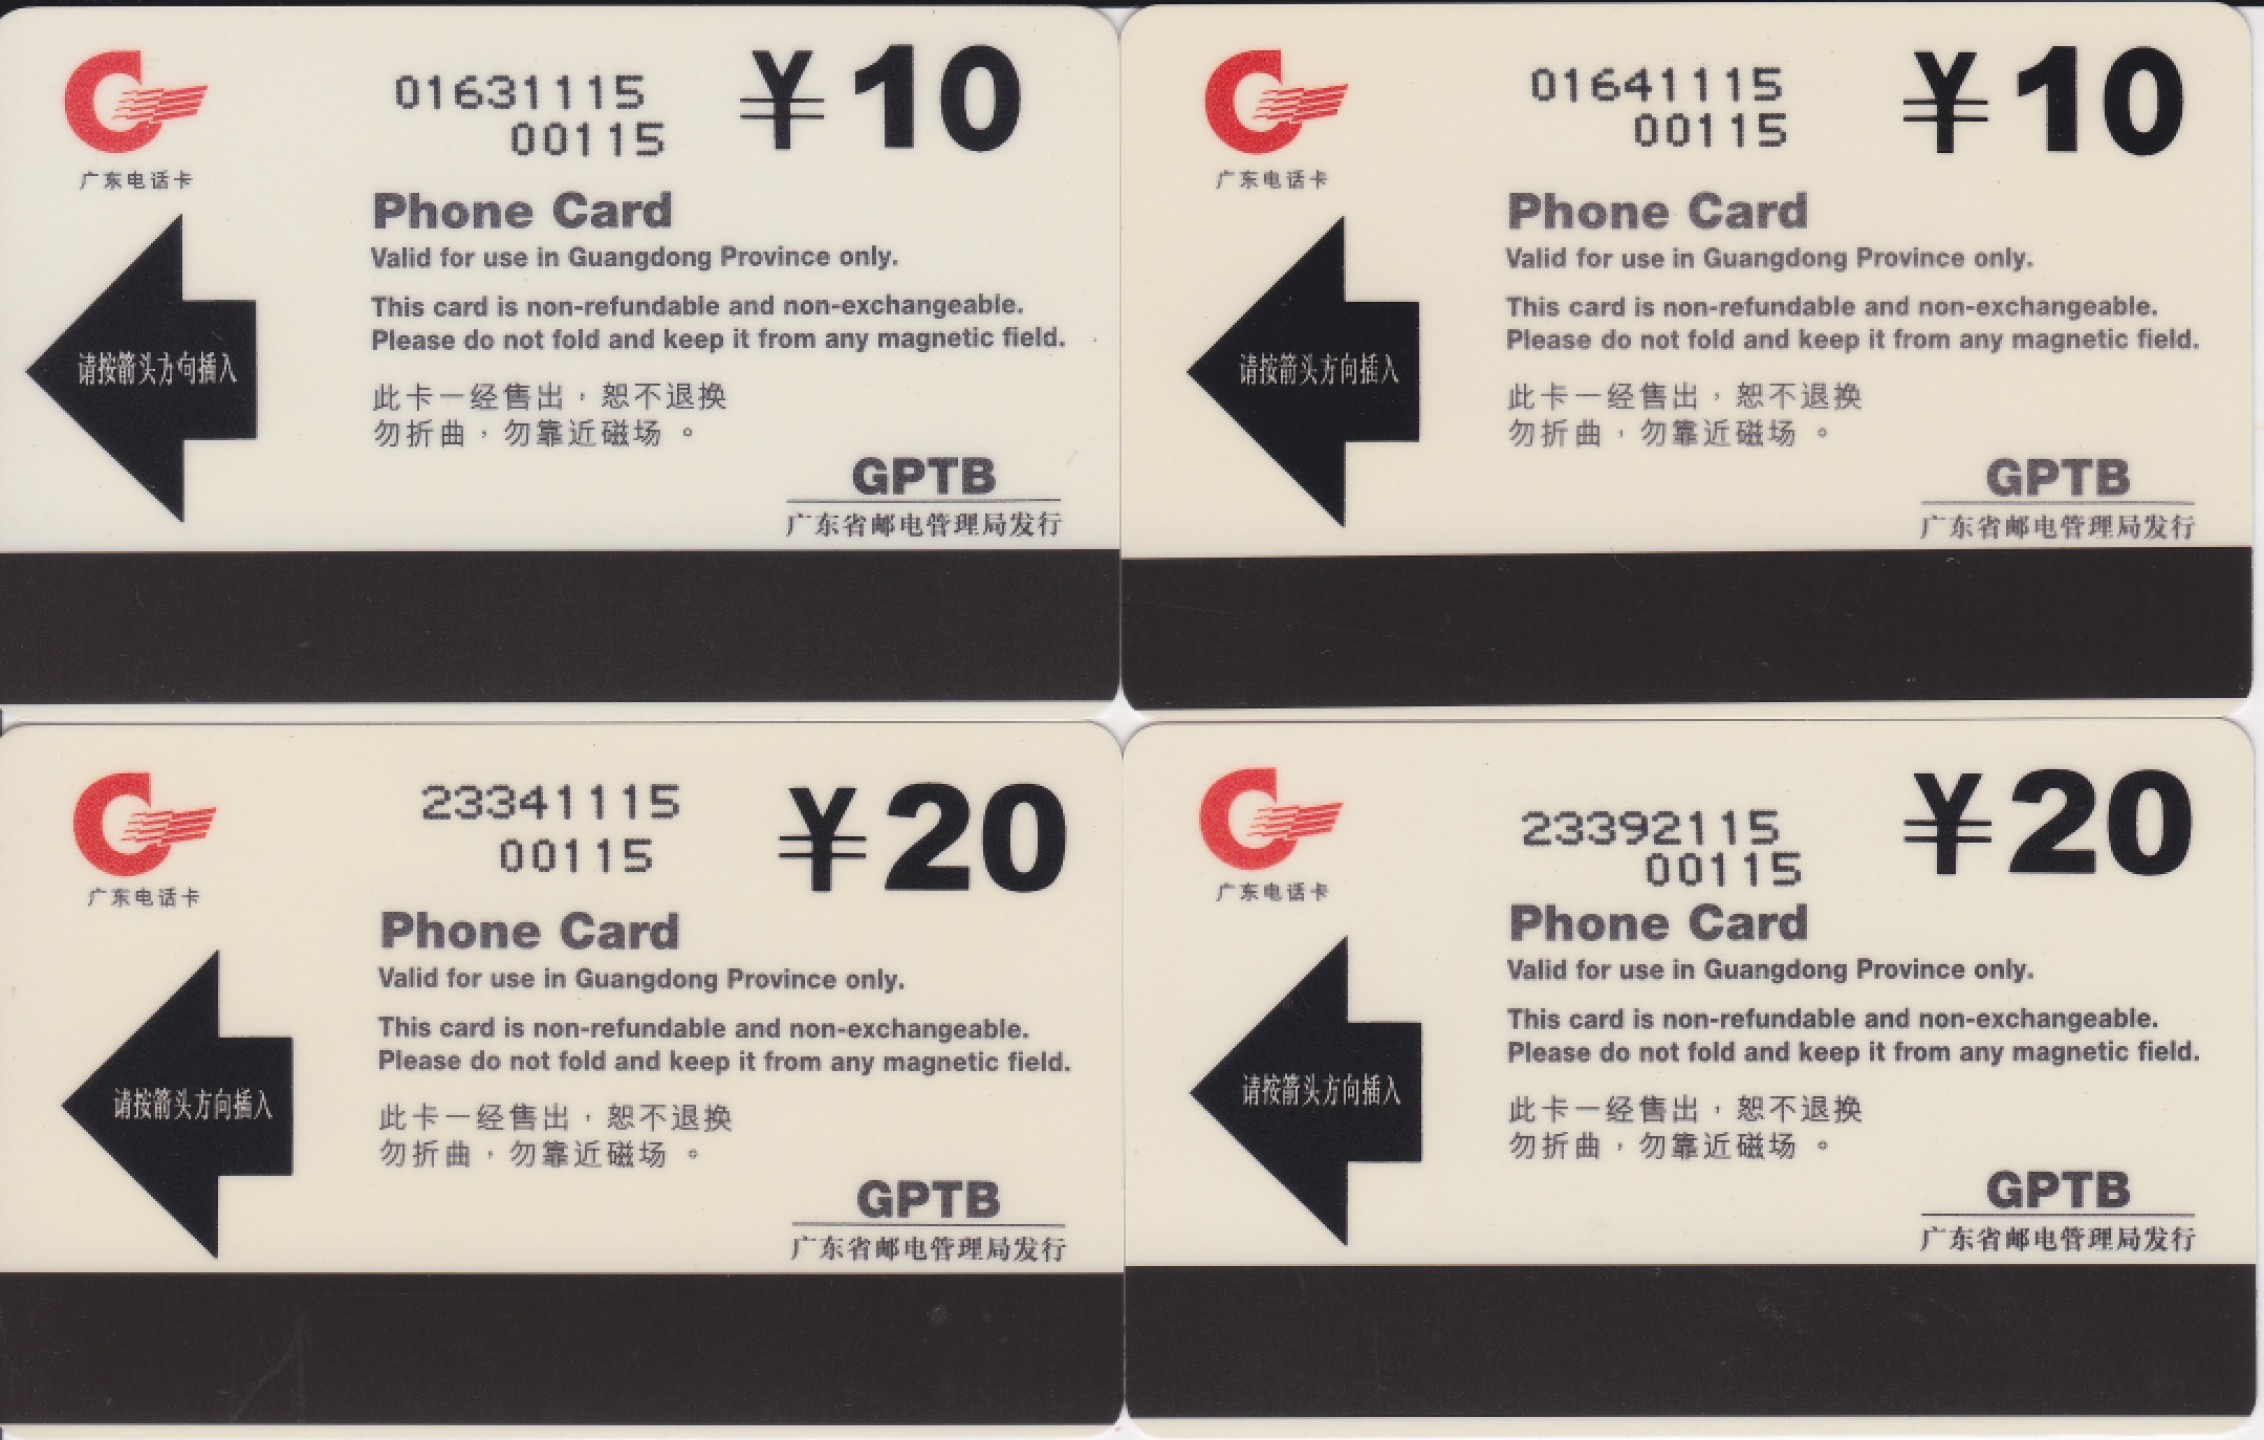 01631115
00115
¥10
广东电话卡
Phone Card
Valid for use in Guangdong Province only.
This card is non-refundable and non-exchangeable.
Please do not fold and keep it from any magnetic field.
请按箭头方向插入
此卡一经售出，恕不退换
勿折曲，勿靠近磁场。
GPTB
广东省邮电管理局发行
01641115
00115
¥10
广东电话卡
Phone Card
Valid for use in Guangdong Province only.
This card is non-refundable and non-exchangeable.
Please do not fold and keep it from any magnetic field.
请按箭头方向插入
此卡一经售出，恕不退换
勿折曲，勿靠近磁场。
GPTB
广东省邮电管理局发行
23341115
00115
¥20
广东电话卡
Phone Card
Valid for use in Guangdong Province only.
This card is non-refundable and non-exchangeable.
Please do not fold and keep it from any magnetic field.
请按箭头方向插入
此卡一经售出，恕不退换
勿折曲，勿靠近磁场。
GPTB
广东省邮电管理局发行
23392115
00115
¥20
广东电话卡
Phone Card
Valid for use in Guangdong Province only.
This card is non-refundable and non-exchangeable.
Please do not fold and keep it from any magnetic field.
请按箭头方向插入
此卡一经售出，恕不退换
勿折曲，勿靠近磁场。
GPTB
广东省邮电管理局发行